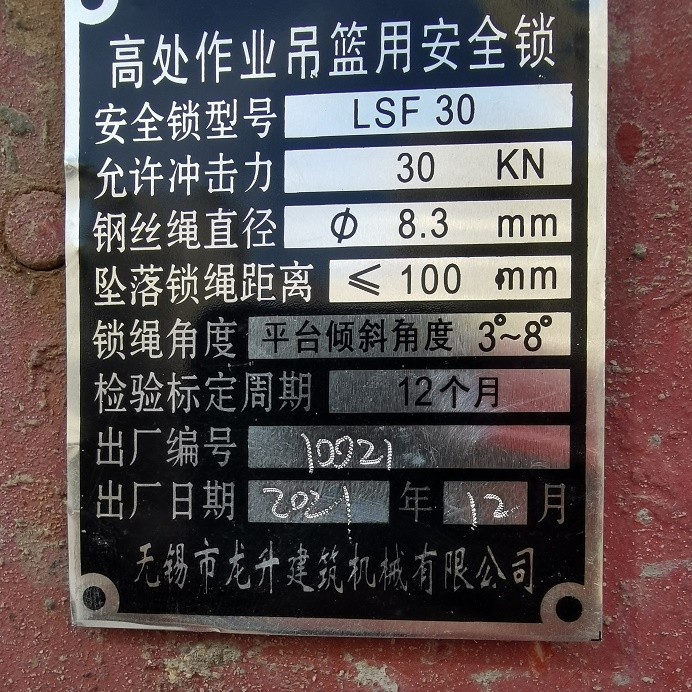 高处作业吊篮用安全锁
安全锁型号 LSF 30
允许冲击力 30 KN
钢丝绳直径 ϕ 8.3 mm
坠落锁绳距离 ≤ 100 mm
锁绳角度 平台倾斜角度 3°~8°
检验标定周期 12个月
出厂编号 10021
出厂日期 2021 年 12 月
无锡市龙升建筑机械有限公司